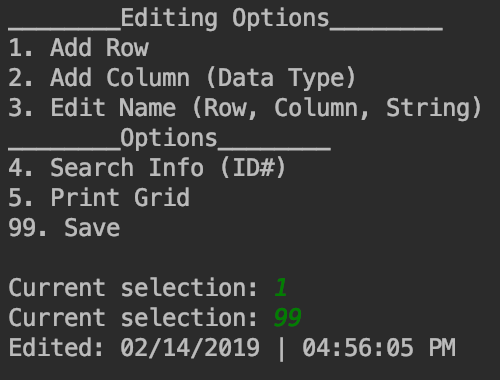 ________Editing Options________
1. Add Row
2. Add Column (Data Type)
3. Edit Name (Row, Column, String)
________Options________
4. Search Info (ID#)
5. Print Grid
99. Save
Current selection: 1
Current selection: 99
Edited: 02/14/2019 | 04:56:05 PM